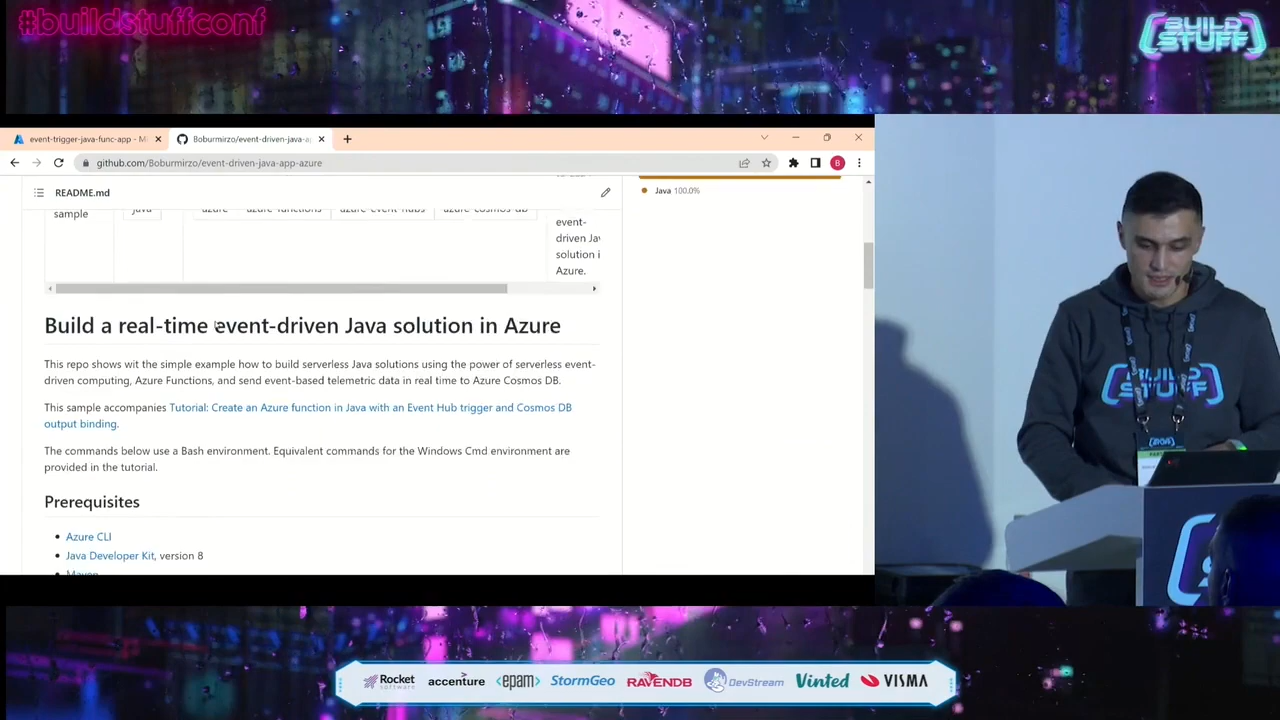 #buildstuffconf
BUILD
STUFF
event-trigger-java-func-app - Mi
Boburmirzo/event-driven-java-a
github.com/Boburmirzo/event-driven-java-app-azure
B
README.md
Java 100.0%
sample
java
azure
azure-functions
azure-event-hubs
azure-cosmos-db
event-
driven Jav
solution i
Azure.
Build a real-time event-driven Java solution in Azure
This repo shows wit the simple example how to build serverless Java solutions using the power of serverless event-
driven computing, Azure Functions, and send event-based telemetric data in real time to Azure Cosmos DB.
This sample accompanies Tutorial: Create an Azure function in Java with an Event Hub trigger and Cosmos DB
output binding.
The commands below use a Bash environment. Equivalent commands for the Windows Cmd environment are
provided in the tutorial.
Prerequisites
Azure CLI
Java Developer Kit, version 8
Maven
BUILD
STUFF
Rocket
software
accenture
<epam>
StormGeo
RAVENDB
DevStream
Vinted
VISMA